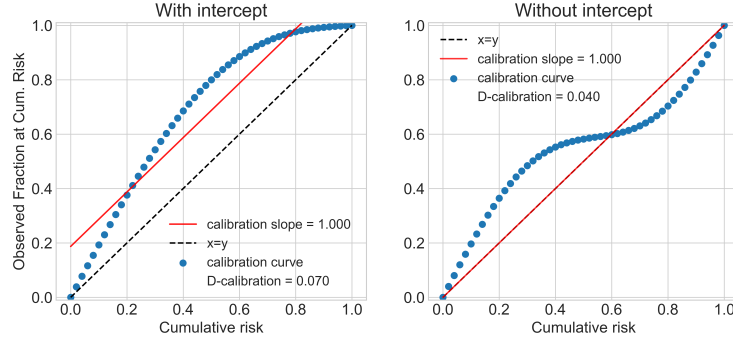 With intercept
1.0
0.8
0.6
0.4
0.2
0.0
Observed Fraction at Cum. Risk
calibration slope = 1.000
x=y
calibration curve
D-calibration = 0.070
0.0 0.2 0.4 0.6 0.8 1.0
Cumulative risk
Without intercept
1.0
0.8
0.6
0.4
0.2
0.0
x=y
calibration slope = 1.000
calibration curve
D-calibration = 0.040
0.0 0.2 0.4 0.6 0.8 1.0
Cumulative risk